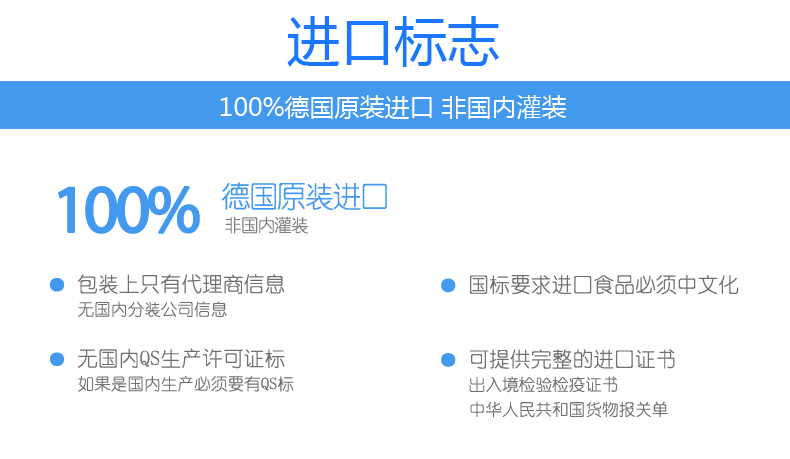 进口标志
100%德国原装进口 非国内灌装
100% 德国原装进口
非国内灌装
包装上只有代理商信息
无国内分装公司信息
国标要求进口食品必须中文化
无国内QS生产许可证标
如果是国内生产必须要有QS标
可提供完整的进口证书
出入境检验检疫证书
中华人民共和国货物报关单